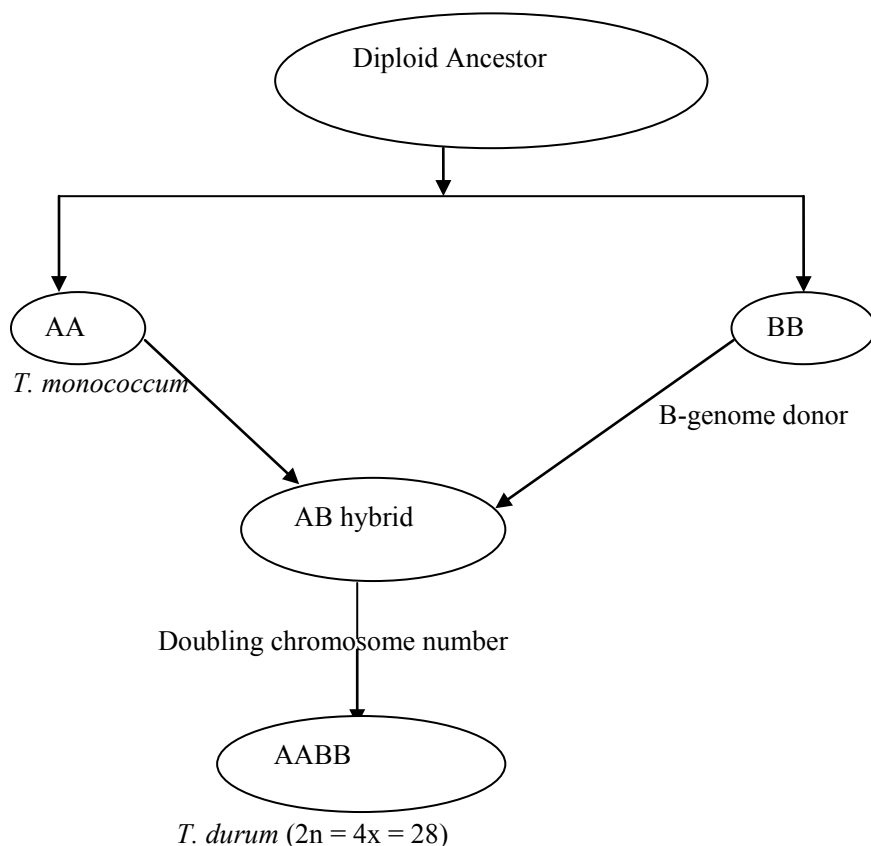 Diploid Ancestor
AA
BB
T. monococcum
B-genome donor
AB hybrid
Doubling chromosome number
AABB
T. durum (2n = 4x = 28)